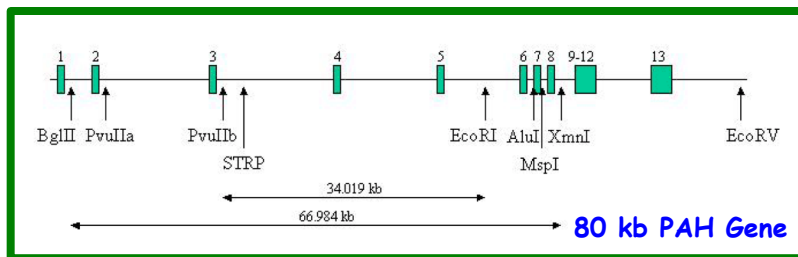 1 2 3 4 5 6 7 8 9-12 13
BglII PvuIIa PvuIIb EcoRI AluI XmnI EcoRV
STRP MspI
34.019 kb
66.984 kb
80 kb PAH Gene